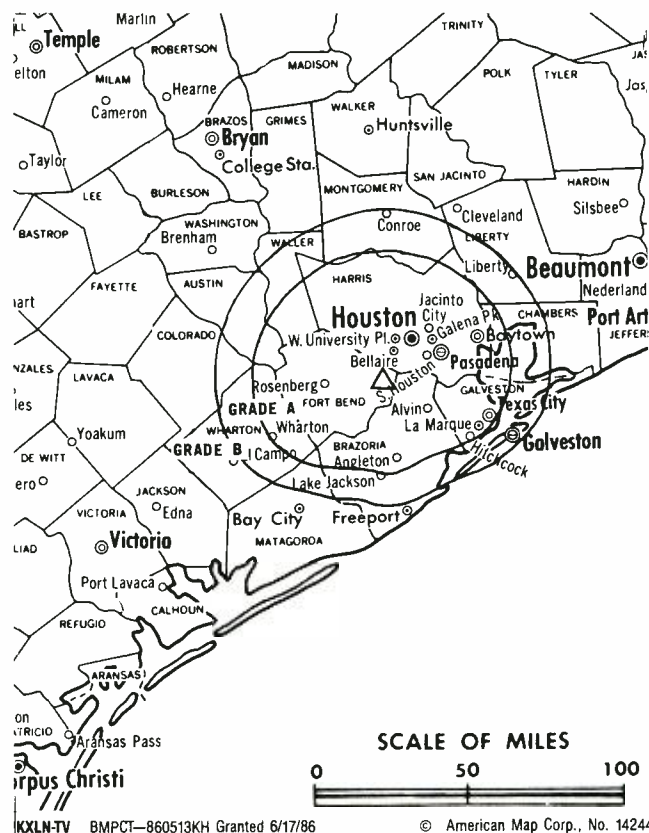 Marlin
Temple
ROBERTSON
TRINITY
MADISON
MILAM
Hearne
Cameron
POLK
TYLER
WALKER
BRAZOS
GRIMES
Huntsville
Bryan
College Sta.
Taylor
SAN JACINTO
LEE
BURLESON
MONTGOMERY
HARDIN
Silsbee
BASTROP
WASHINGTON
Conroe
Cleveland
LIBERTY
Brenham
WALLER
Liberty
Beaumont
FAYETTE
AUSTIN
HARRIS
Nederland
Jacinto
City
CHAMBERS
Port Art
Houston
Galena Pk.
COLORADO
W. University Pl.
Baytown
JEFFERS
Bellaire
Pasadena
S. Houston
LAVACA
Rosenberg
GALVESTON
GRADE A
FORT BEND
Texas City
Alvin
La Marque
Yoakum
WHARTON
Wharton
GRADE B
BRAZORIA
Galveston
DE WITT
l Campo
Angleton
Hitchcock
Lake Jackson
JACKSON
Edna
VICTORIA
Bay City
Freeport
Victoria
MATAGORDA
Port Lavaca
CALHOUN
REFUGIO
ARANSAS
Aransas Pass
SCALE OF MILES
rpus Christi
0 50 100
KXLN-TV BMPCT—860513KH Granted 6/17/86 © American Map Corp., No. 14244